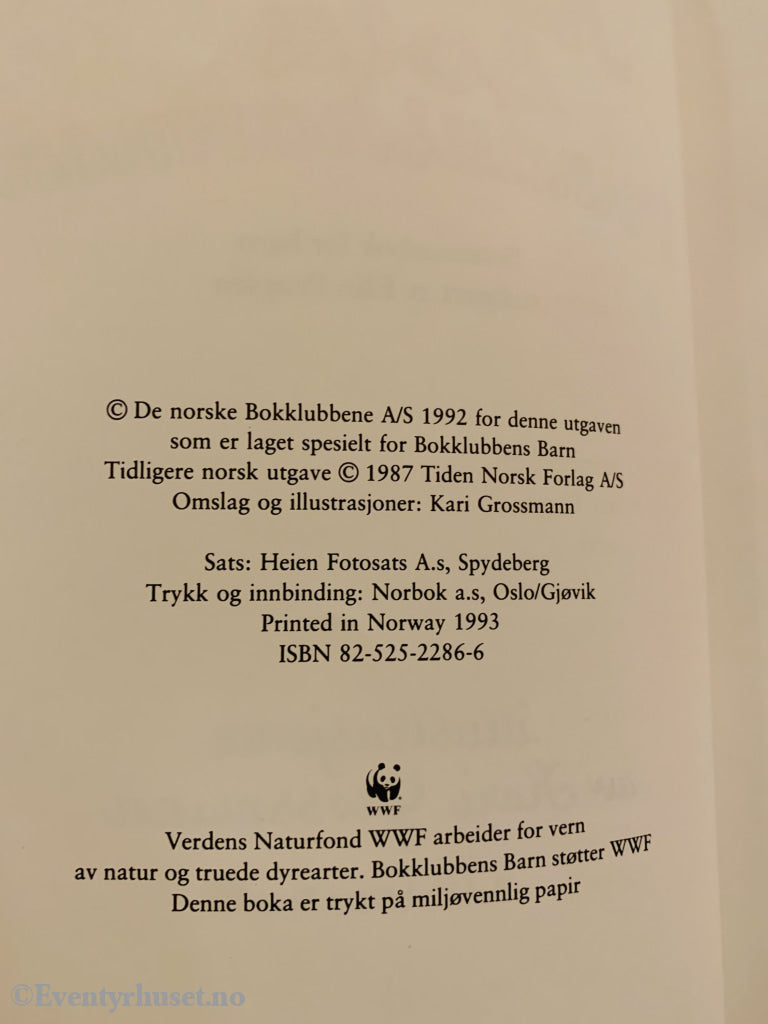 © De norske Bokklubbene A/S 1992 for denne utgaven
som er laget spesielt for Bokklubbens Barn
Tidligere norsk utgave © 1987 Tiden Norsk Forlag A/S
Omslag og illustrasjoner: Kari Grossmann
Sats: Heien Fotosats A.s, Spydeberg
Trykk og innbinding: Norbok a.s, Oslo/Gjøvik
Printed in Norway 1993
ISBN 82-525-2286-6
WWF
Verdens Naturfond WWF arbeider for vern
av natur og truede dyrearter. Bokklubbens Barn støtter WWF
Denne boka er trykt på miljøvennlig papir
©Eventyrhuset.no